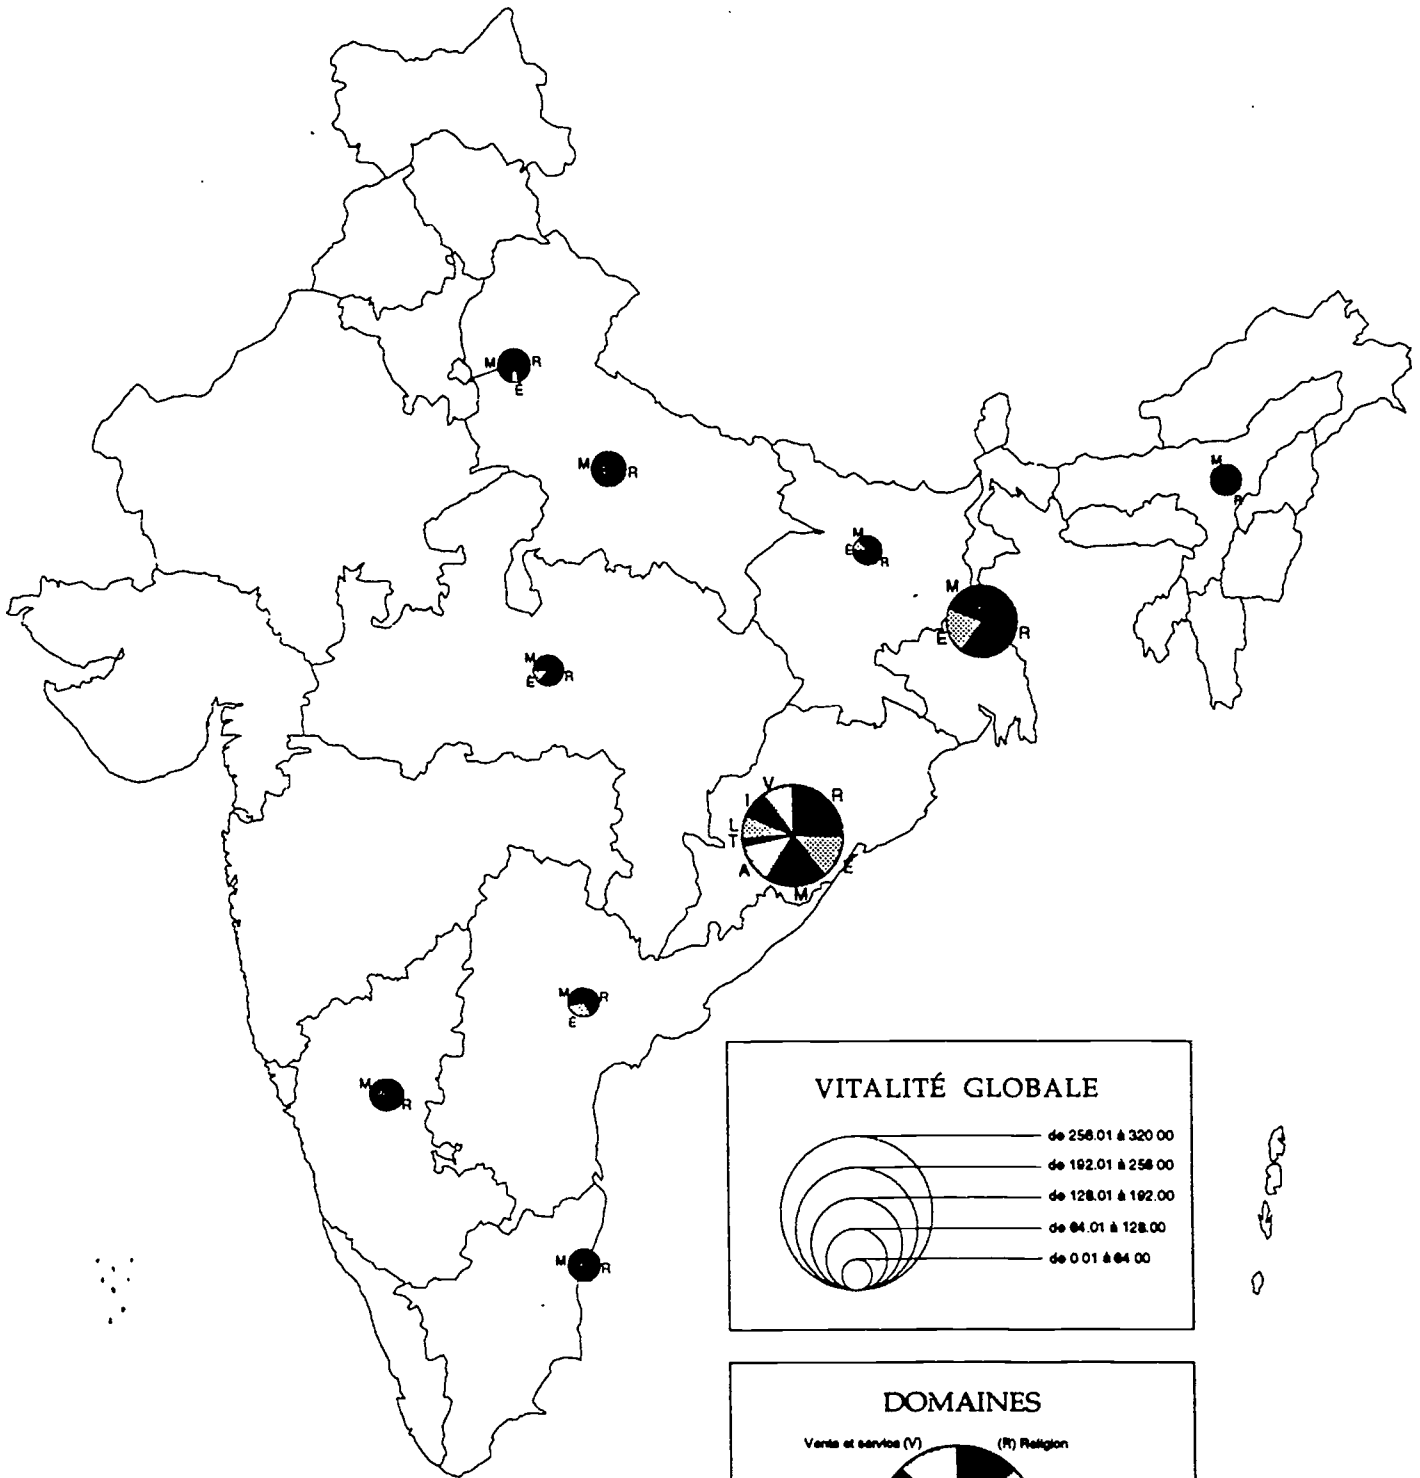 M R
É
M R
M
R
M
É R
M
E R
M
É R
V R
I
L
T É
A
M
M R
É
M
R
M R
VITALITÉ GLOBALE
de 256.01 à 320.00
de 192.01 à 256.00
de 128.01 à 192.00
de 64.01 à 128.00
de 0.01 à 64.00
DOMAINES
Vente et service (V) (R) Religion